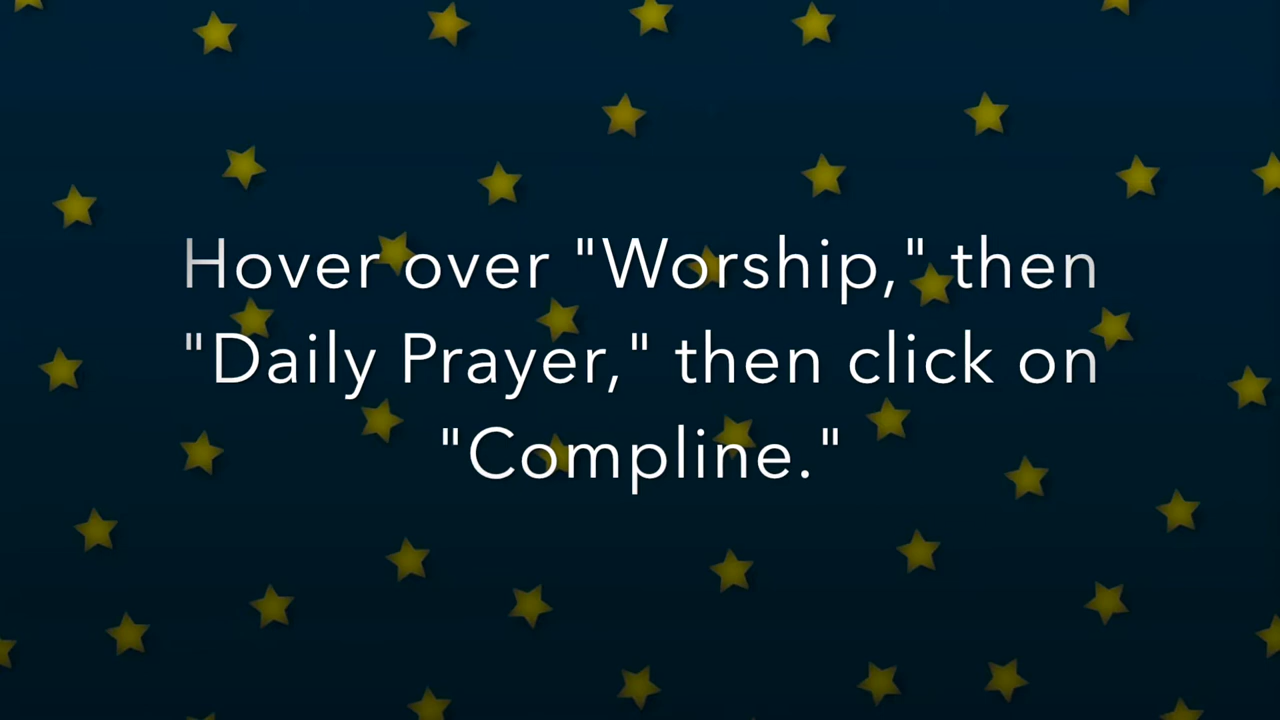 Hover over "Worship," then
"Daily Prayer," then click on
"Compline."